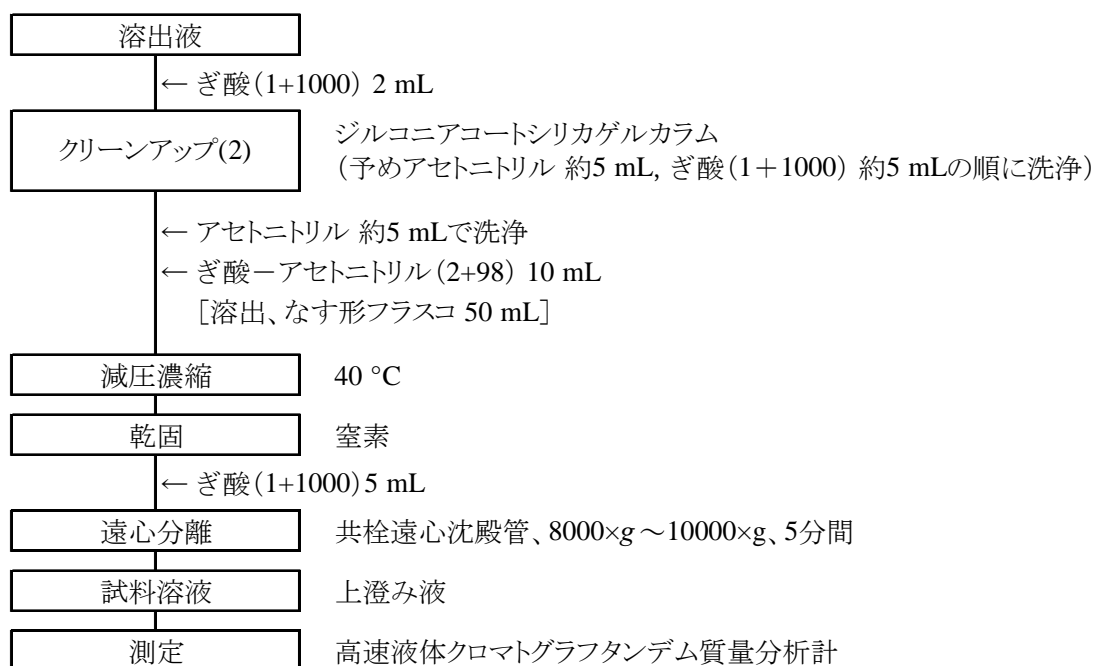 溶出液
← ぎ酸(1+1000) 2 mL
クリーンアップ(2)
ジルコニアコートシリカゲルカラム
(予めアセトニトリル 約5 mL, ぎ酸(1+1000) 約5 mLの順に洗浄)
← アセトニトリル 約5 mLで洗浄
← ぎ酸-アセトニトリル(2+98) 10 mL
[溶出、なす形フラスコ 50 mL]
減圧濃縮 40 °C
乾固 窒素
← ぎ酸(1+1000)5 mL
遠心分離 共栓遠心沈殿管、8000×g~10000×g、5分間
試料溶液 上澄み液
測定 高速液体クロマトグラフタンデム質量分析計